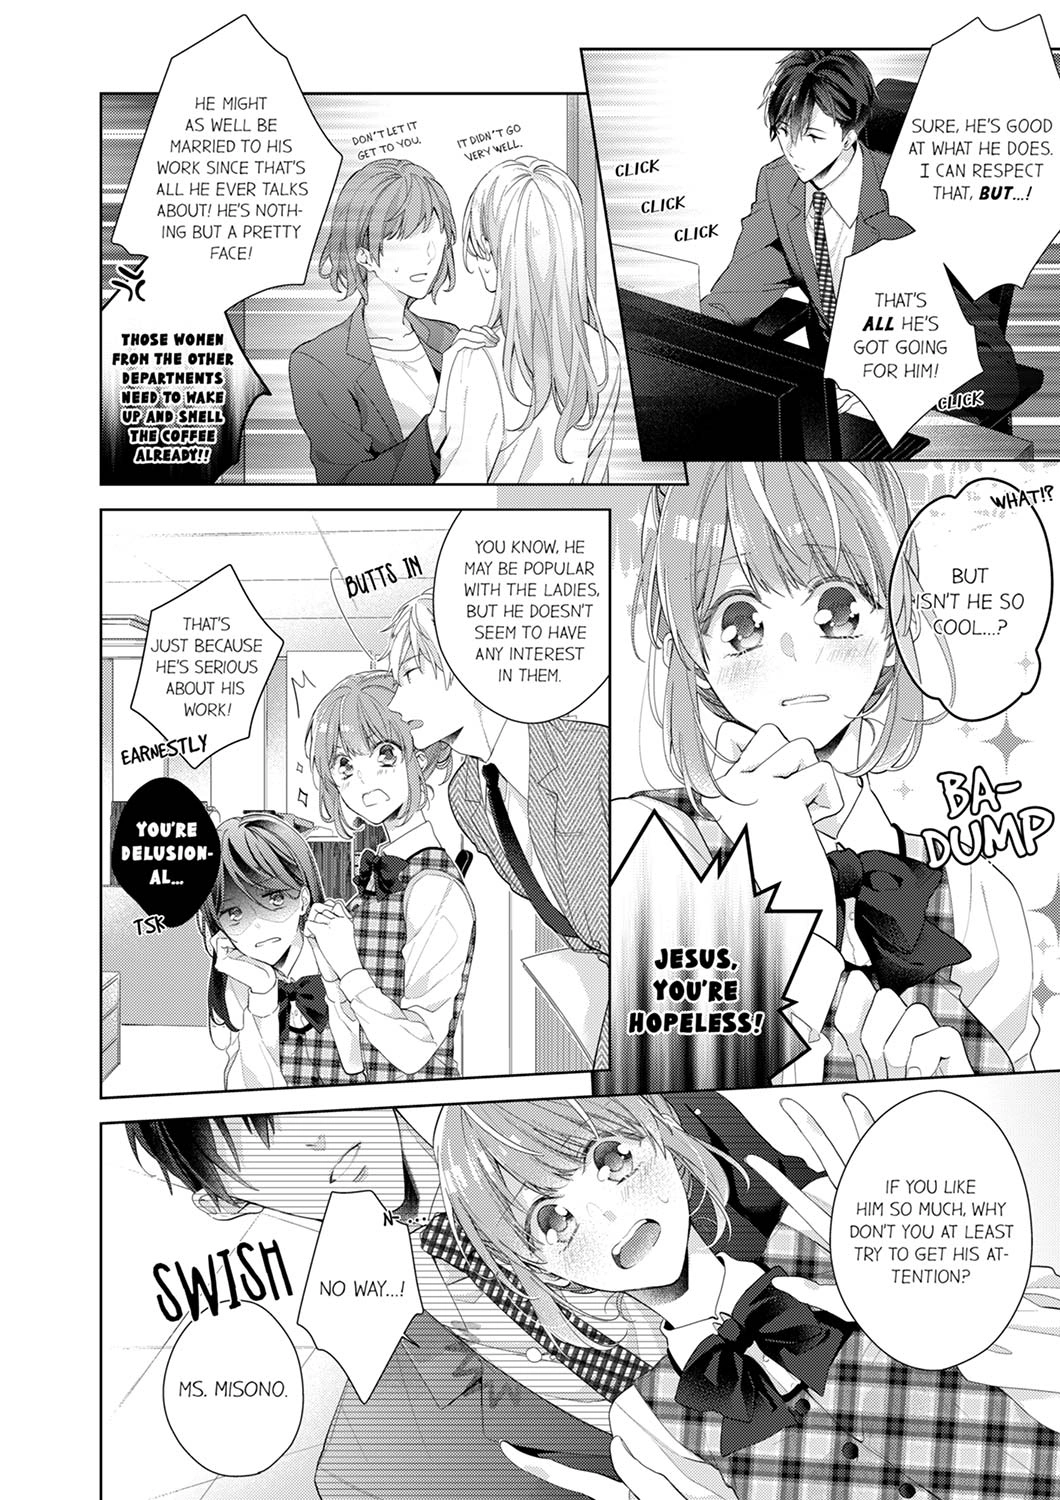 SURE, HE'S GOOD
AT WHAT HE DOES.
I CAN RESPECT
THAT, BUT...!
CLICK
CLICK
CLICK
THAT'S
ALL HE'S
GOT GOING
FOR HIM!
CLICK
IT DIDN'T GO
VERY WELL.
DON'T LET IT
GET TO YOU.
HE MIGHT
AS WELL BE
MARRIED TO HIS
WORK SINCE THAT'S
ALL HE EVER TALKS
ABOUT! HE'S NOTH-
ING BUT A PRETTY
FACE!
THOSE WOMEN
FROM THE OTHER
DEPARTMENTS
NEED TO WAKE
UP AND SMELL
THE COFFEE
ALREADY!!
WHAT!?
BUT
ISN'T HE SO
COOL...?
BA-
DUMP
JESUS,
YOU'RE
HOPELESS!
YOU KNOW, HE
MAY BE POPULAR
WITH THE LADIES,
BUT HE DOESN'T
SEEM TO HAVE
ANY INTEREST
IN THEM.
BUTTS IN
THAT'S
JUST BECAUSE
HE'S SERIOUS
ABOUT HIS
WORK!
EARNESTLY
YOU'RE
DELUSION-
AL...
TSK
IF YOU LIKE
HIM SO MUCH, WHY
DON'T YOU AT LEAST
TRY TO GET HIS AT-
TENTION?
N-....
NO WAY...!
SWISH
MS. MISONO.